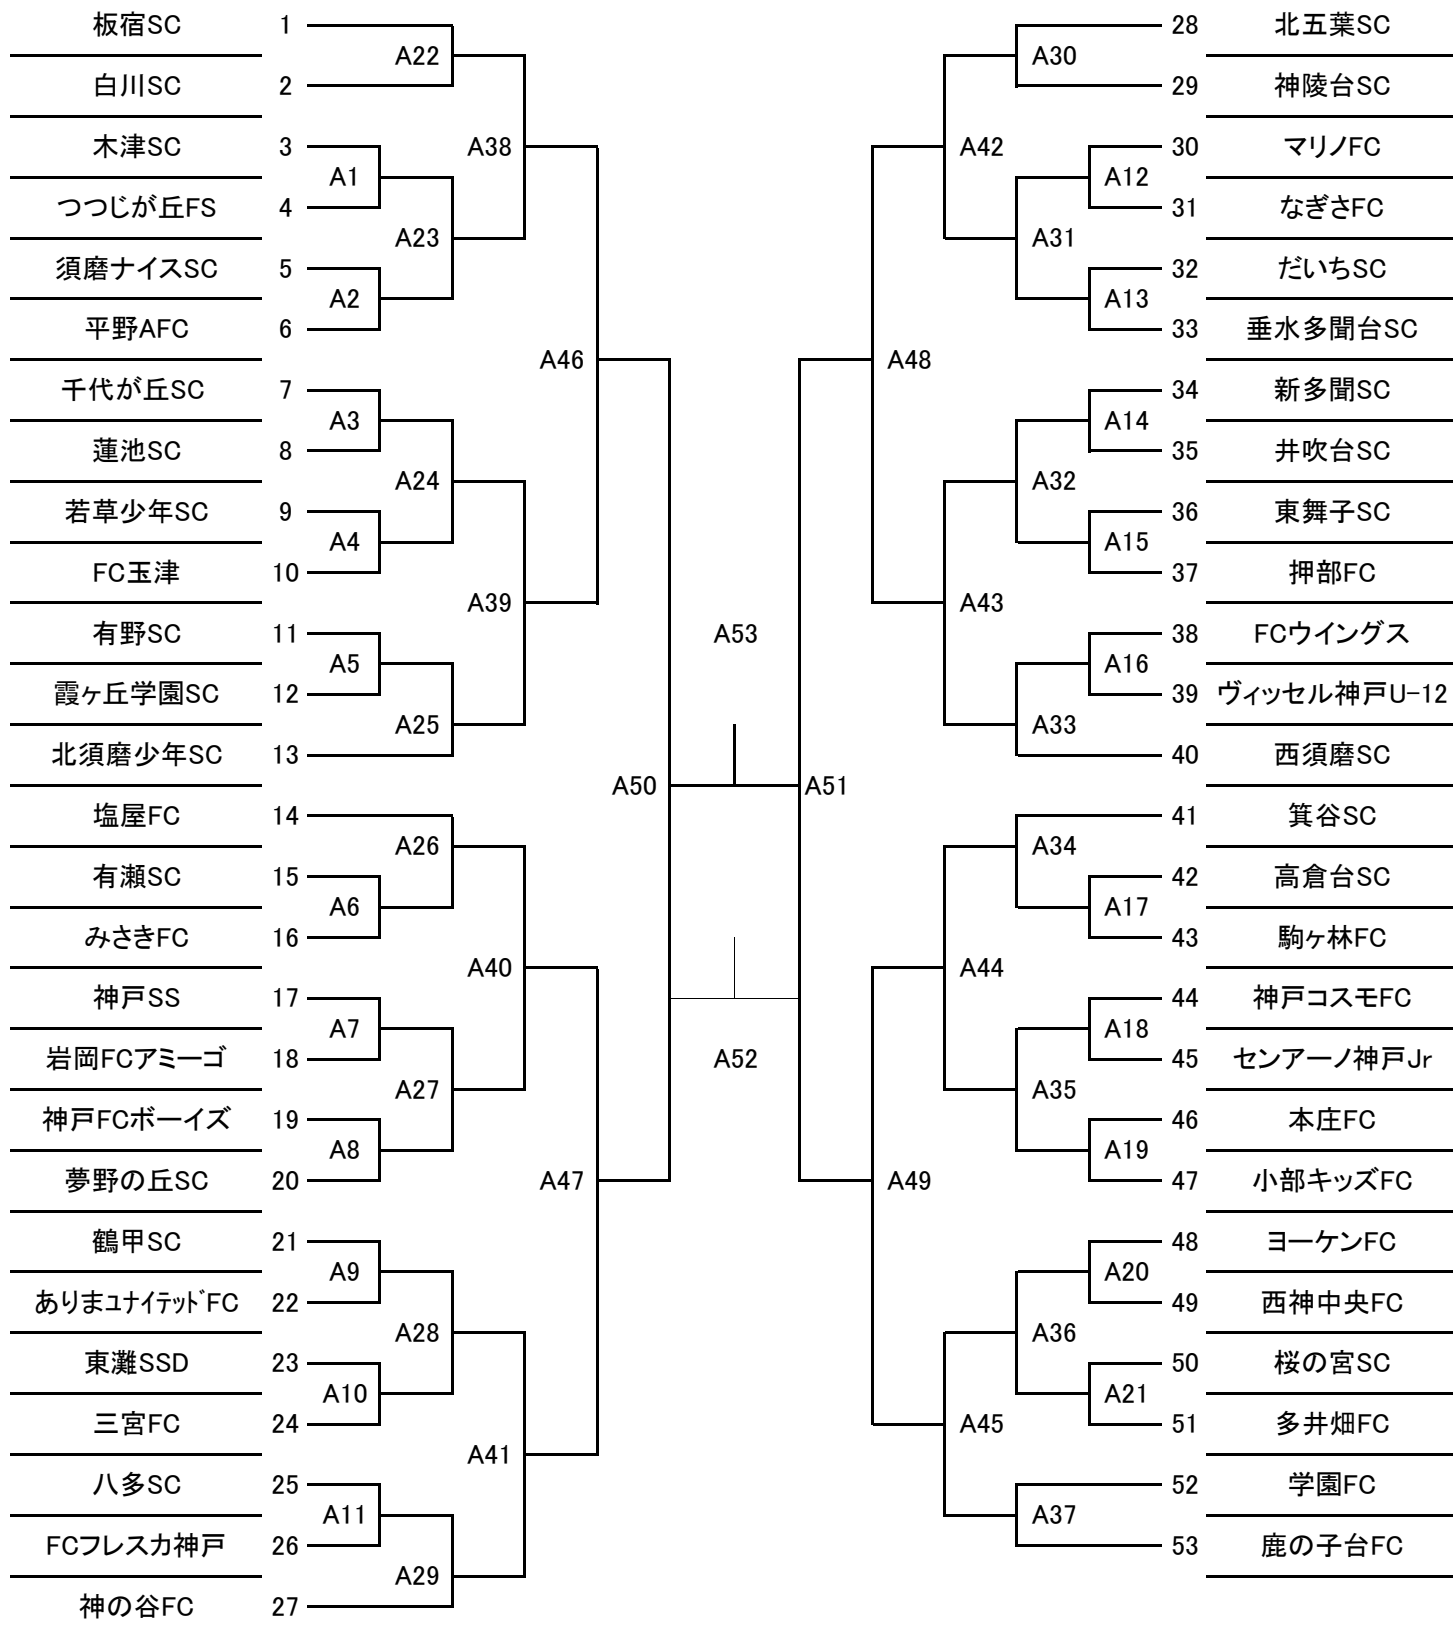 板宿SC 1
白川SC 2
木津SC 3
つつじが丘FS 4
須磨ナイスSC 5
平野AFC 6
千代が丘SC 7
蓮池SC 8
若草少年SC 9
FC玉津 10
有野SC 11
霞ヶ丘学園SC 12
北須磨少年SC 13
塩屋FC 14
有瀬SC 15
みさきFC 16
神戸SS 17
岩岡FCアミーゴ 18
神戸FCボーイズ 19
夢野の丘SC 20
鶴甲SC 21
ありまﾕﾅｲﾃｯﾄﾞFC 22
東灘SSD 23
三宮FC 24
八多SC 25
FCフレスカ神戸 26
神の谷FC 27
A1
A2
A3
A4
A5
A6
A7
A8
A9
A10
A11
A22
A23
A24
A25
A26
A27
A28
A29
A38
A39
A40
A41
A46
A47
A50
A53
A52
A51
A48
A49
A42
A43
A44
A45
A30
A31
A32
A33
A34
A35
A36
A37
A12
A13
A14
A15
A16
A17
A18
A19
A20
A21
28 北五葉SC
29 神陵台SC
30 マリノFC
31 なぎさFC
32 だいちSC
33 垂水多聞台SC
34 新多聞SC
35 井吹台SC
36 東舞子SC
37 押部FC
38 FCウイングス
39 ヴィッセル神戸U-12
40 西須磨SC
41 箕谷SC
42 高倉台SC
43 駒ヶ林FC
44 神戸コスモFC
45 センアーノ神戸Jr
46 本庄FC
47 小部キッズFC
48 ヨーケンFC
49 西神中央FC
50 桜の宮SC
51 多井畑FC
52 学園FC
53 鹿の子台FC